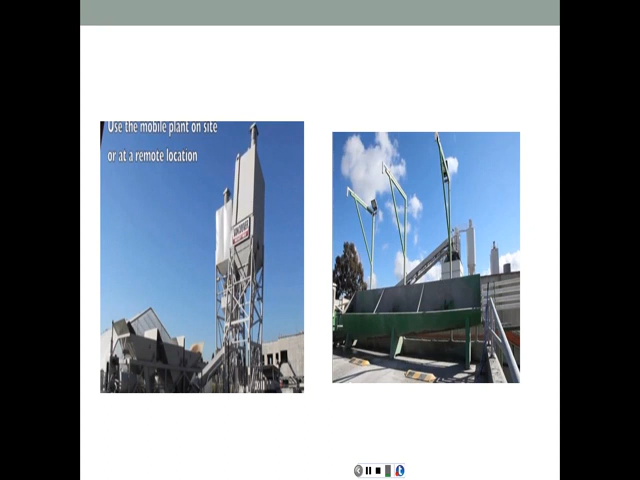 Use the mobile plant on site
or at a remote location